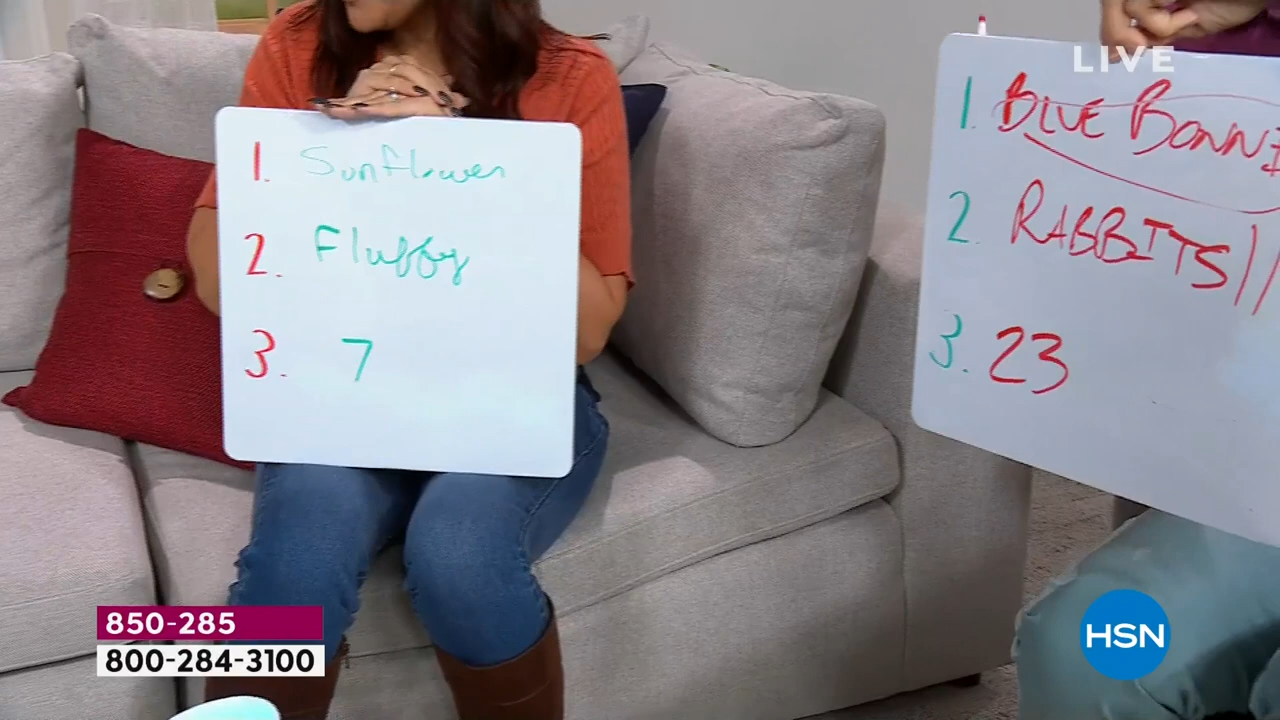 LIVE
1. Sunflower
2. Fluffy
3. 7
1. BLUE BONN
2. RABBITS!!
3. 23
850-285
800-284-3100
HSN